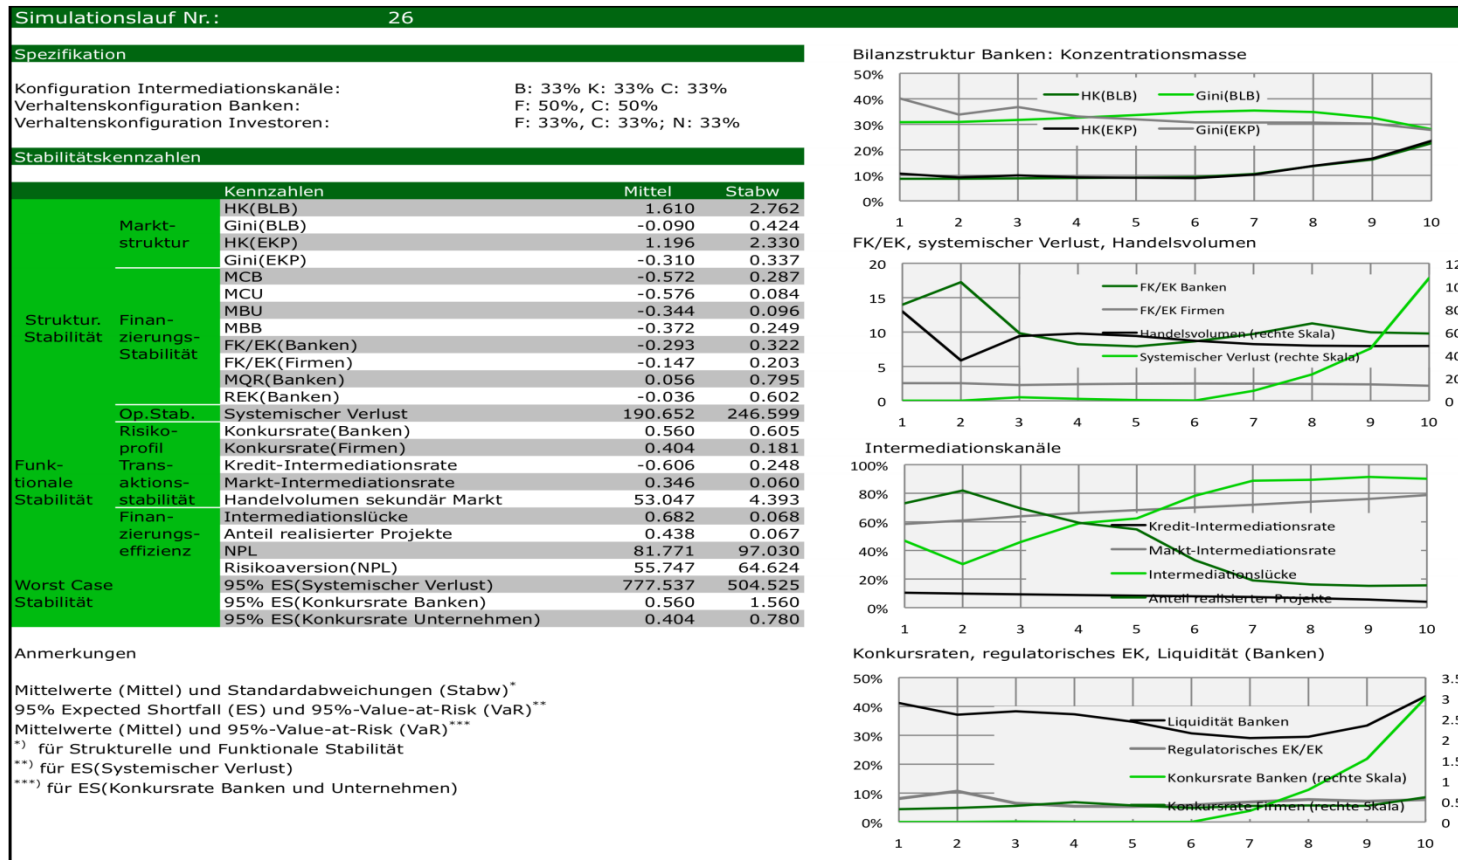 Simulationslauf Nr.: 26
Spezifikation
Konfiguration Intermediationskanäle: B: 33% K: 33% C: 33%
Verhaltenskonfiguration Banken: F: 50%, C: 50%
Verhaltenskonfiguration Investoren: F: 33%, C: 33%; N: 33%
Stabilitätskennzahlen
Kennzahlen Mittel Stabw
HK(BLB) 1.610 2.762
Markt- Gini(BLB) -0.090 0.424
struktur HK(EKP) 1.196 2.330
Gini(EKP) -0.310 0.337
MCB -0.572 0.287
MCU -0.576 0.084
MBU -0.344 0.096
Struktur. Finan- MBB -0.372 0.249
Stabilität zierungs- FK/EK(Banken) -0.293 0.322
Stabilität FK/EK(Firmen) -0.147 0.203
MQR(Banken) 0.056 0.795
REK(Banken) -0.036 0.602
Op.Stab. Systemischer Verlust 190.652 246.599
Risiko- Konkursrate(Banken) 0.560 0.605
profil Konkursrate(Firmen) 0.404 0.181
Funk- Trans- Kredit-Intermediationsrate -0.606 0.248
tionale aktions- Markt-Intermediationsrate 0.346 0.060
Stabilität stabilität Handelvolumen sekundär Markt 53.047 4.393
Finan- Intermediationslücke 0.682 0.068
zierungs- Anteil realisierter Projekte 0.438 0.067
effizienz NPL 81.771 97.030
Risikoaversion(NPL) 55.747 64.624
Worst Case 95% ES(Systemischer Verlust) 777.537 504.525
Stabilität 95% ES(Konkursrate Banken) 0.560 1.560
95% ES(Konkursrate Unternehmen) 0.404 0.780
Anmerkungen
Mittelwerte (Mittel) und Standardabweichungen (Stabw)*
95% Expected Shortfall (ES) und 95%-Value-at-Risk (VaR)**
Mittelwerte (Mittel) und 95%-Value-at-Risk (VaR)***
*) für Strukturelle und Funktionale Stabilität
**) für ES(Systemischer Verlust)
***) für ES(Konkursrate Banken und Unternehmen)
Bilanzstruktur Banken: Konzentrationsmasse
50%
40%
30%
20%
10%
0%
HK(BLB) Gini(BLB)
HK(EKP) Gini(EKP)
1 2 3 4 5 6 7 8 9 10
FK/EK, systemischer Verlust, Handelsvolumen
20
15
10
5
0
FK/EK Banken
FK/EK Firmen
Handelsvolumen (rechte Skala)
Systemischer Verlust (rechte Skala)
12
10
80
60
40
20
0
1 2 3 4 5 6 7 8 9 10
Intermediationskanäle
100%
80%
60%
40%
20%
0%
Kredit-Intermediationsrate
Markt-Intermediationsrate
Intermediationslücke
Anteil realisierter Projekte
1 2 3 4 5 6 7 8 9 10
Konkursraten, regulatorisches EK, Liquidität (Banken)
50%
40%
30%
20%
10%
0%
Liquidität Banken
Regulatorisches EK/EK
Konkursrate Banken (rechte Skala)
Konkursrate Firmen (rechte Skala)
3.5
3
2.5
2
1.5
1
0.5
0
1 2 3 4 5 6 7 8 9 10